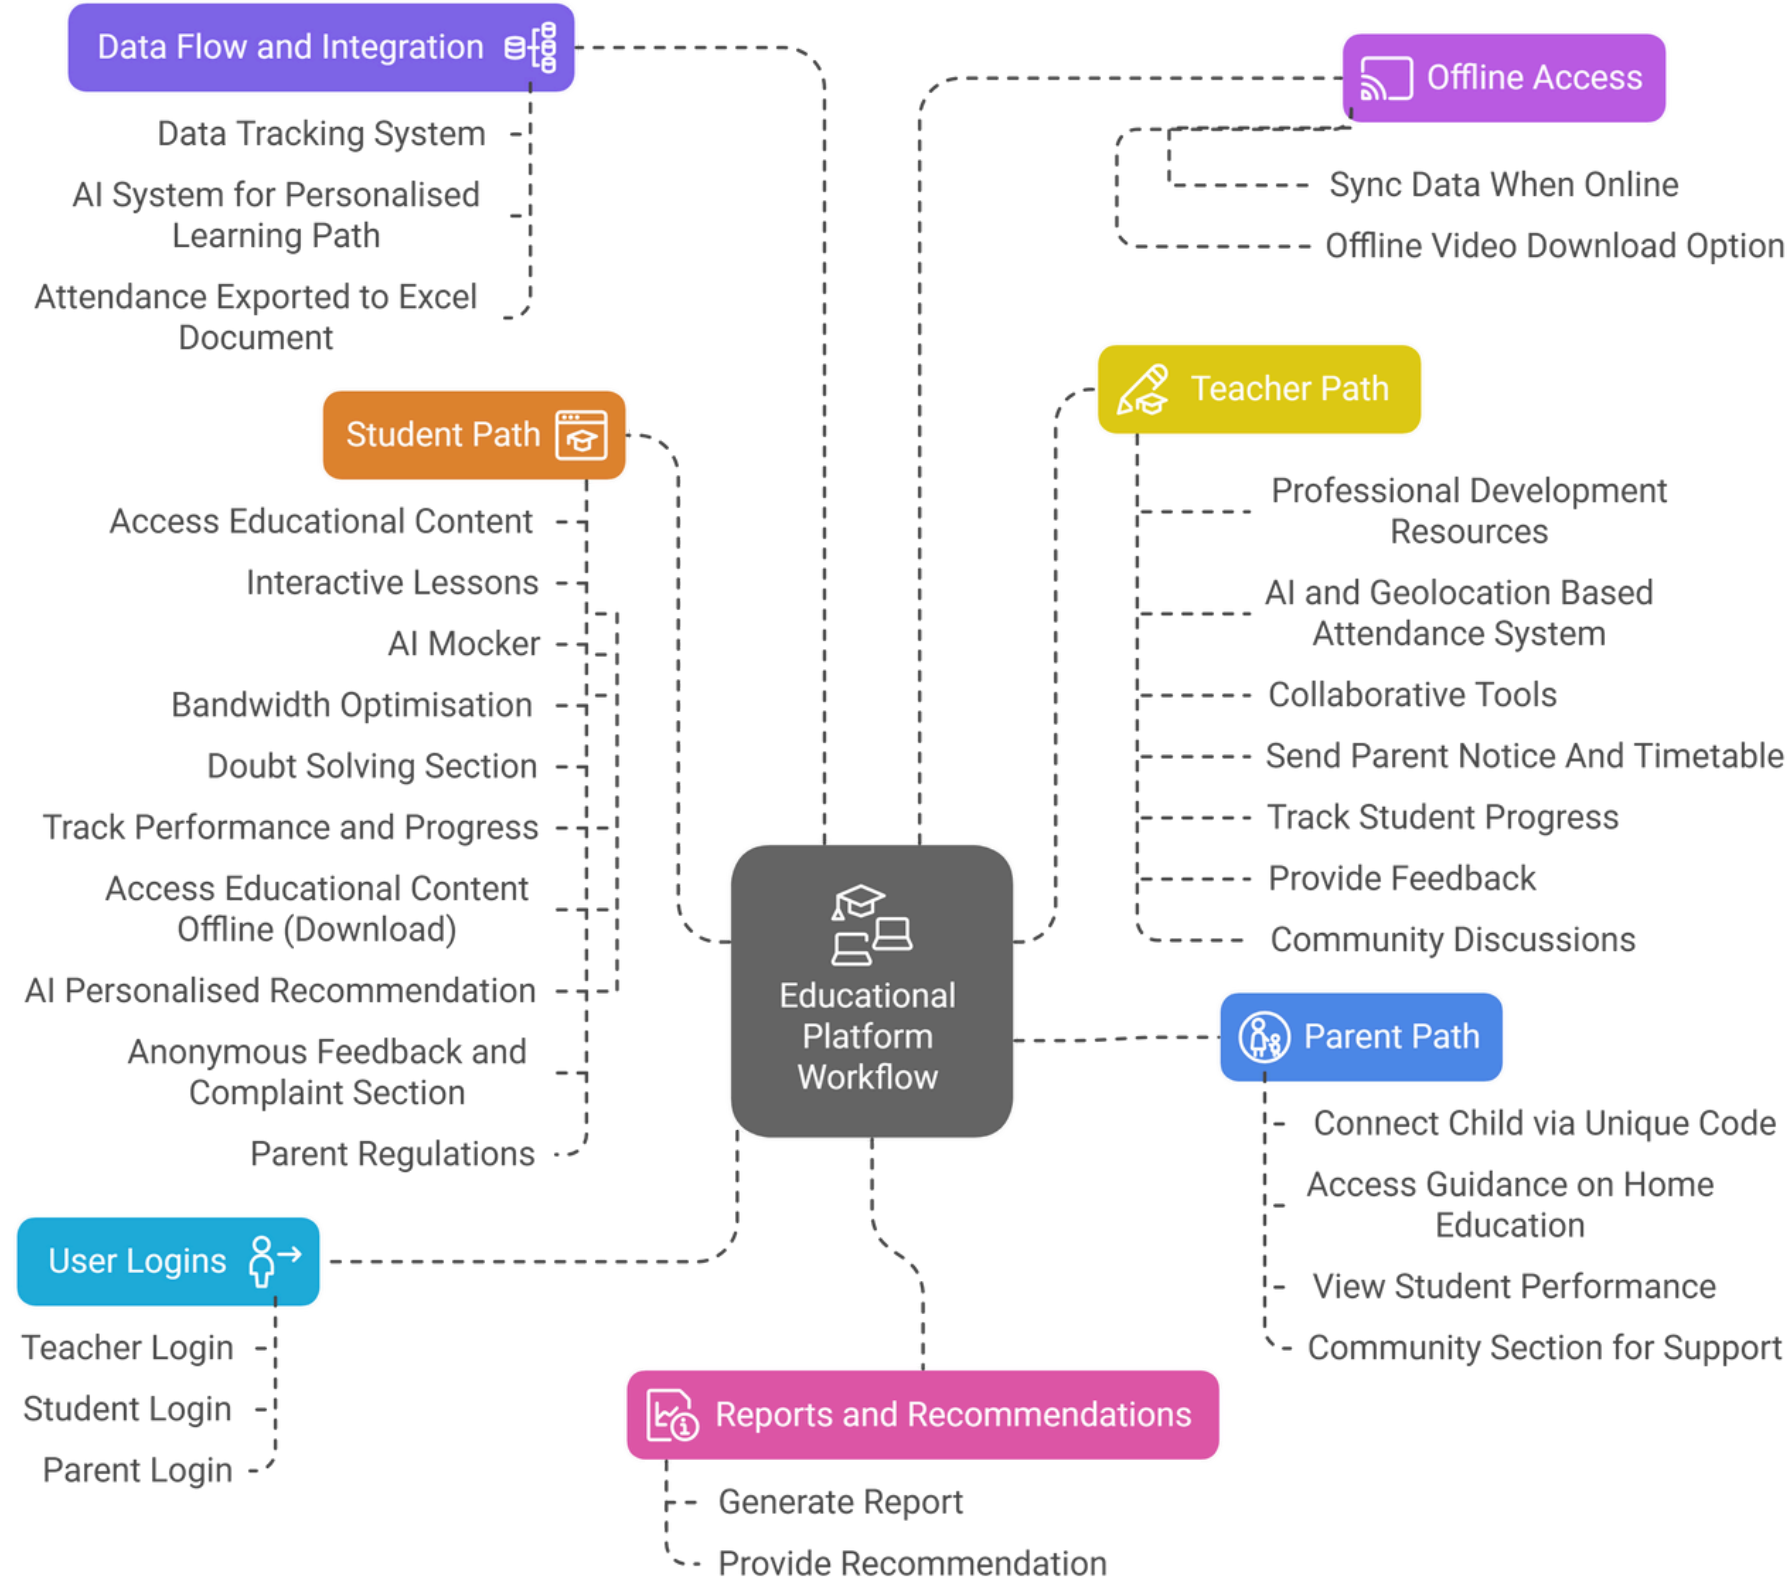 Data Flow and Integration
Data Tracking System
AI System for Personalised
Learning Path
Attendance Exported to Excel
Document
Student Path
Access Educational Content
Interactive Lessons
AI Mocker
Bandwidth Optimisation
Doubt Solving Section
Track Performance and Progress
Access Educational Content
Offline (Download)
AI Personalised Recommendation
Anonymous Feedback and
Complaint Section
Parent Regulations
User Logins
Teacher Login
Student Login
Parent Login
Educational
Platform
Workflow
Offline Access
Sync Data When Online
Offline Video Download Option
Teacher Path
Professional Development
Resources
AI and Geolocation Based
Attendance System
Collaborative Tools
Send Parent Notice And Timetable
Track Student Progress
Provide Feedback
Community Discussions
Parent Path
Connect Child via Unique Code
Access Guidance on Home
Education
View Student Performance
Community Section for Support
Reports and Recommendations
Generate Report
Provide Recommendation